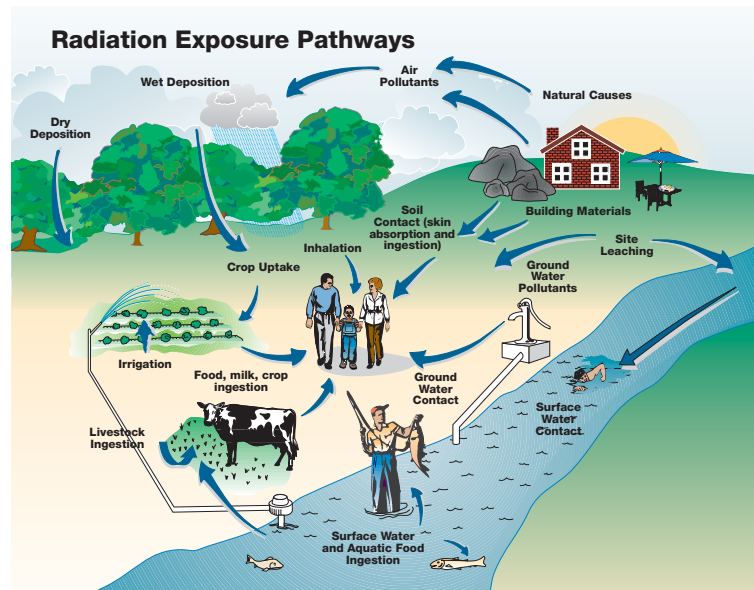 Radiation Exposure Pathways
Wet Deposition
Air
Pollutants
Natural Causes
Dry
Deposition
Building Materials
Soil
Contact (skin
absorption and
ingestion)
Inhalation
Site
Leaching
Crop Uptake
Ground
Water
Pollutants
Irrigation
Food, milk, crop
ingestion
Ground
Water
Contact
Livestock
Ingestion
Surface
Water
Contact
Surface Water
and Aquatic Food
Ingestion